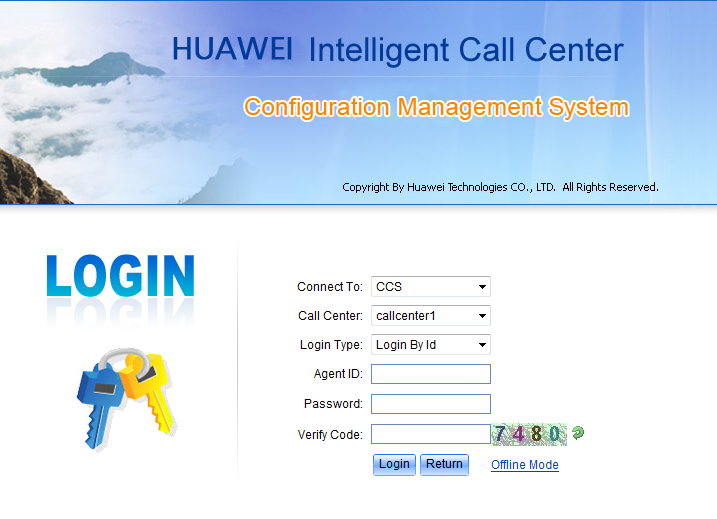 HUAWEI Intelligent Call Center
Configuration Management System
Copyright By Huawei Technologies CO., LTD. All Rights Reserved.
LOGIN
Connect To: CCS
Call Center: callcenter1
Login Type: Login By Id
Agent ID:
Password:
Verify Code: 7480
Login Return Offline Mode